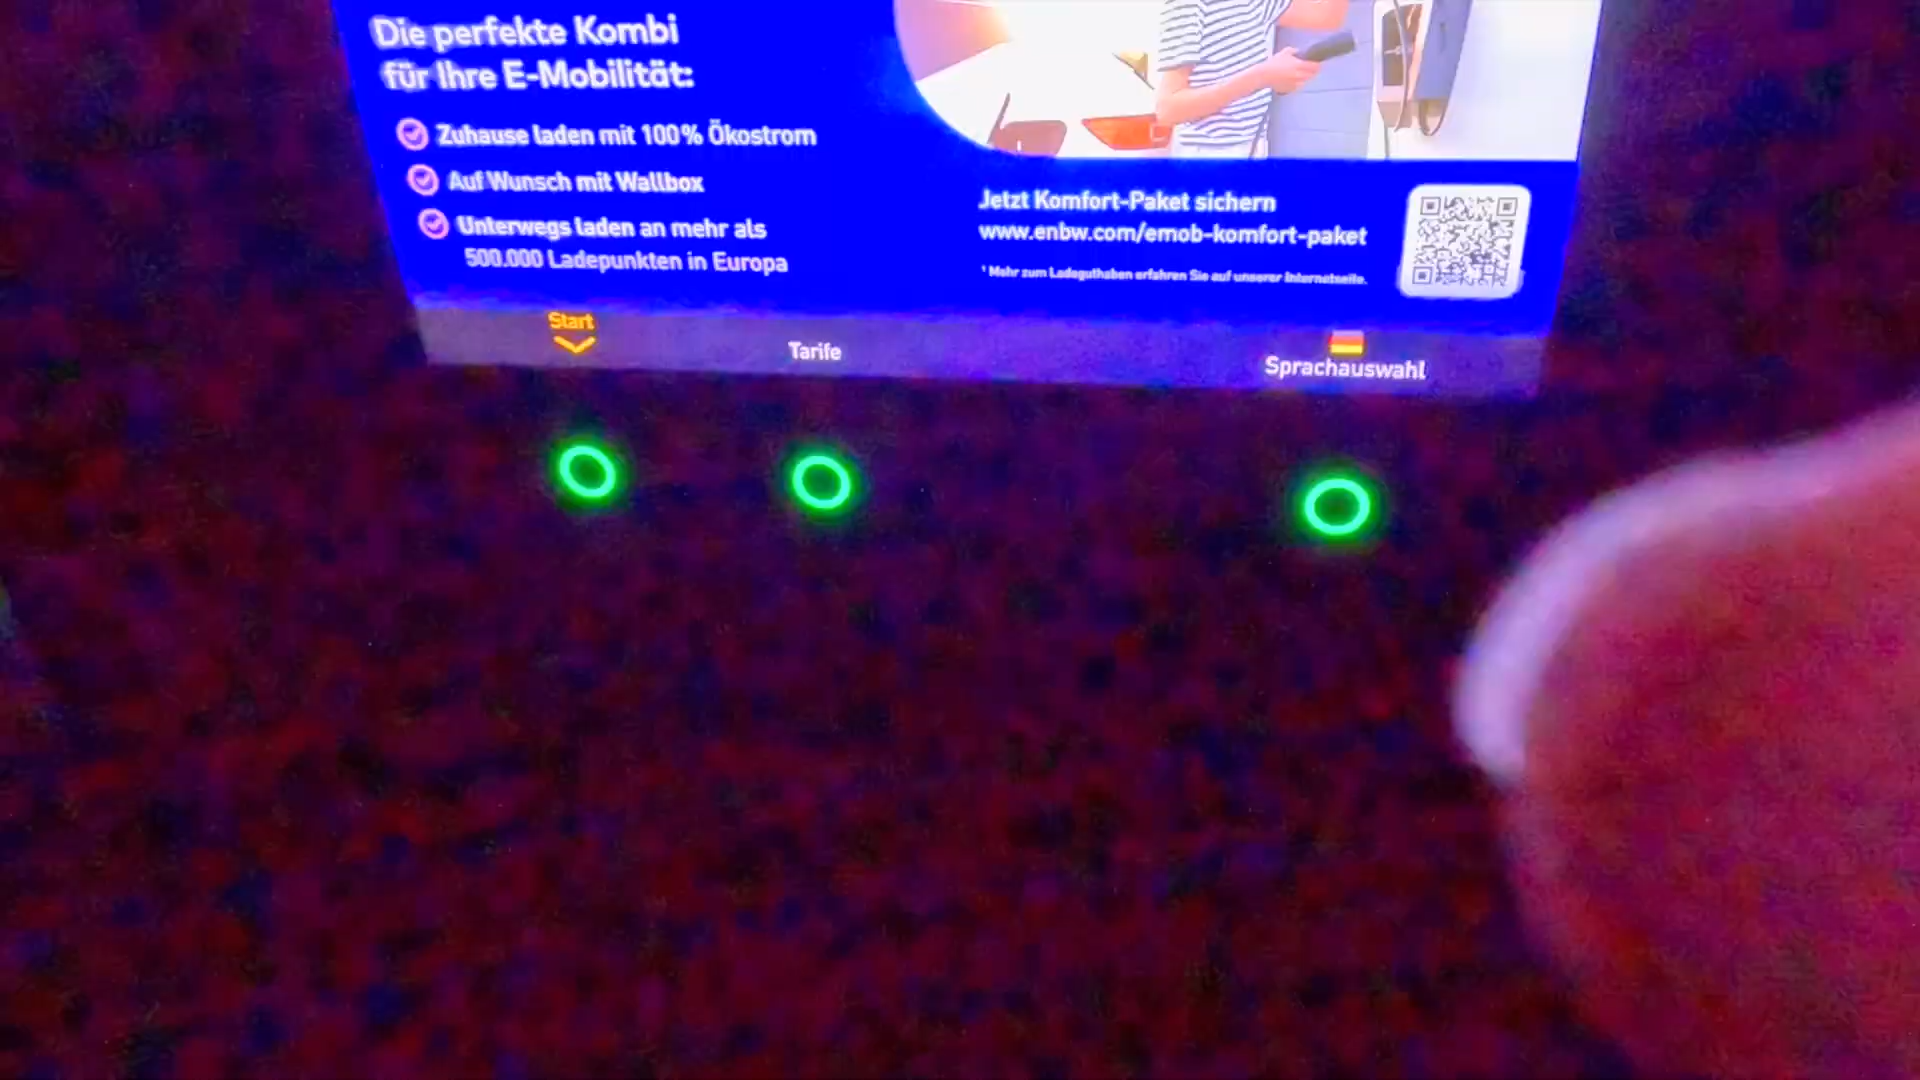 Die perfekte Kombi
für Ihre E-Mobilität:
Zuhause laden mit 100% Ökostrom
Auf Wunsch mit Wallbox
Unterwegs laden an mehr als
500.000 Ladepunkten in Europa
Jetzt Komfort-Paket sichern
www.enbw.com/emob-komfort-paket
¹ Mehr zum Ladeguthaben erfahren Sie auf unserer Internetseite.
Start
Tarife
Sprachauswahl